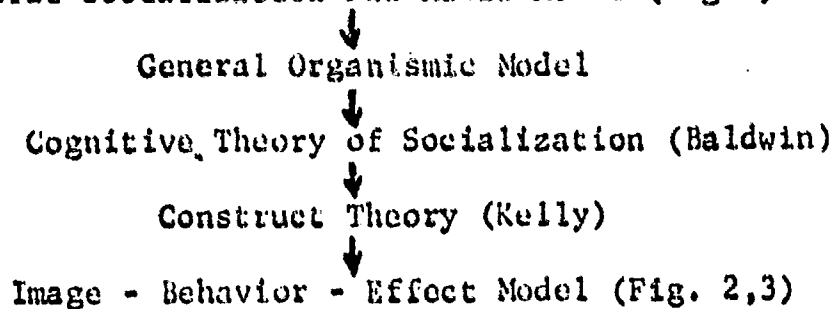 General Organismic Model
Cognitive Theory of Socialization (Baldwin)
Construct Theory (Kelly)
Image - Behavior - Effect Model (Fig. 2,3)